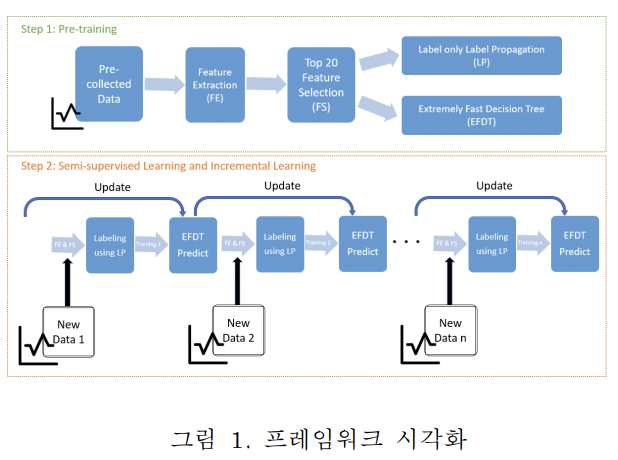 Step 1: Pre-training
Pre-
collected
Data
Feature
Extraction
(FE)
Top 20
Feature
Selection
(FS)
Label only Label Propagation
(LP)
Extremely Fast Decision Tree
(EFDT)
Step 2: Semi-supervised Learning and Incremental Learning
Update
FE & FS
Labeling
using LP
Training 1
EFDT
Predict
New
Data 1
Update
FE & FS
Labeling
using LP
Training 2
EFDT
Predict
New
Data 2
. . .
Update
FE & FS
Labeling
using LP
Training n
EFDT
Predict
New
Data n
그림 1. 프레임워크 시각화